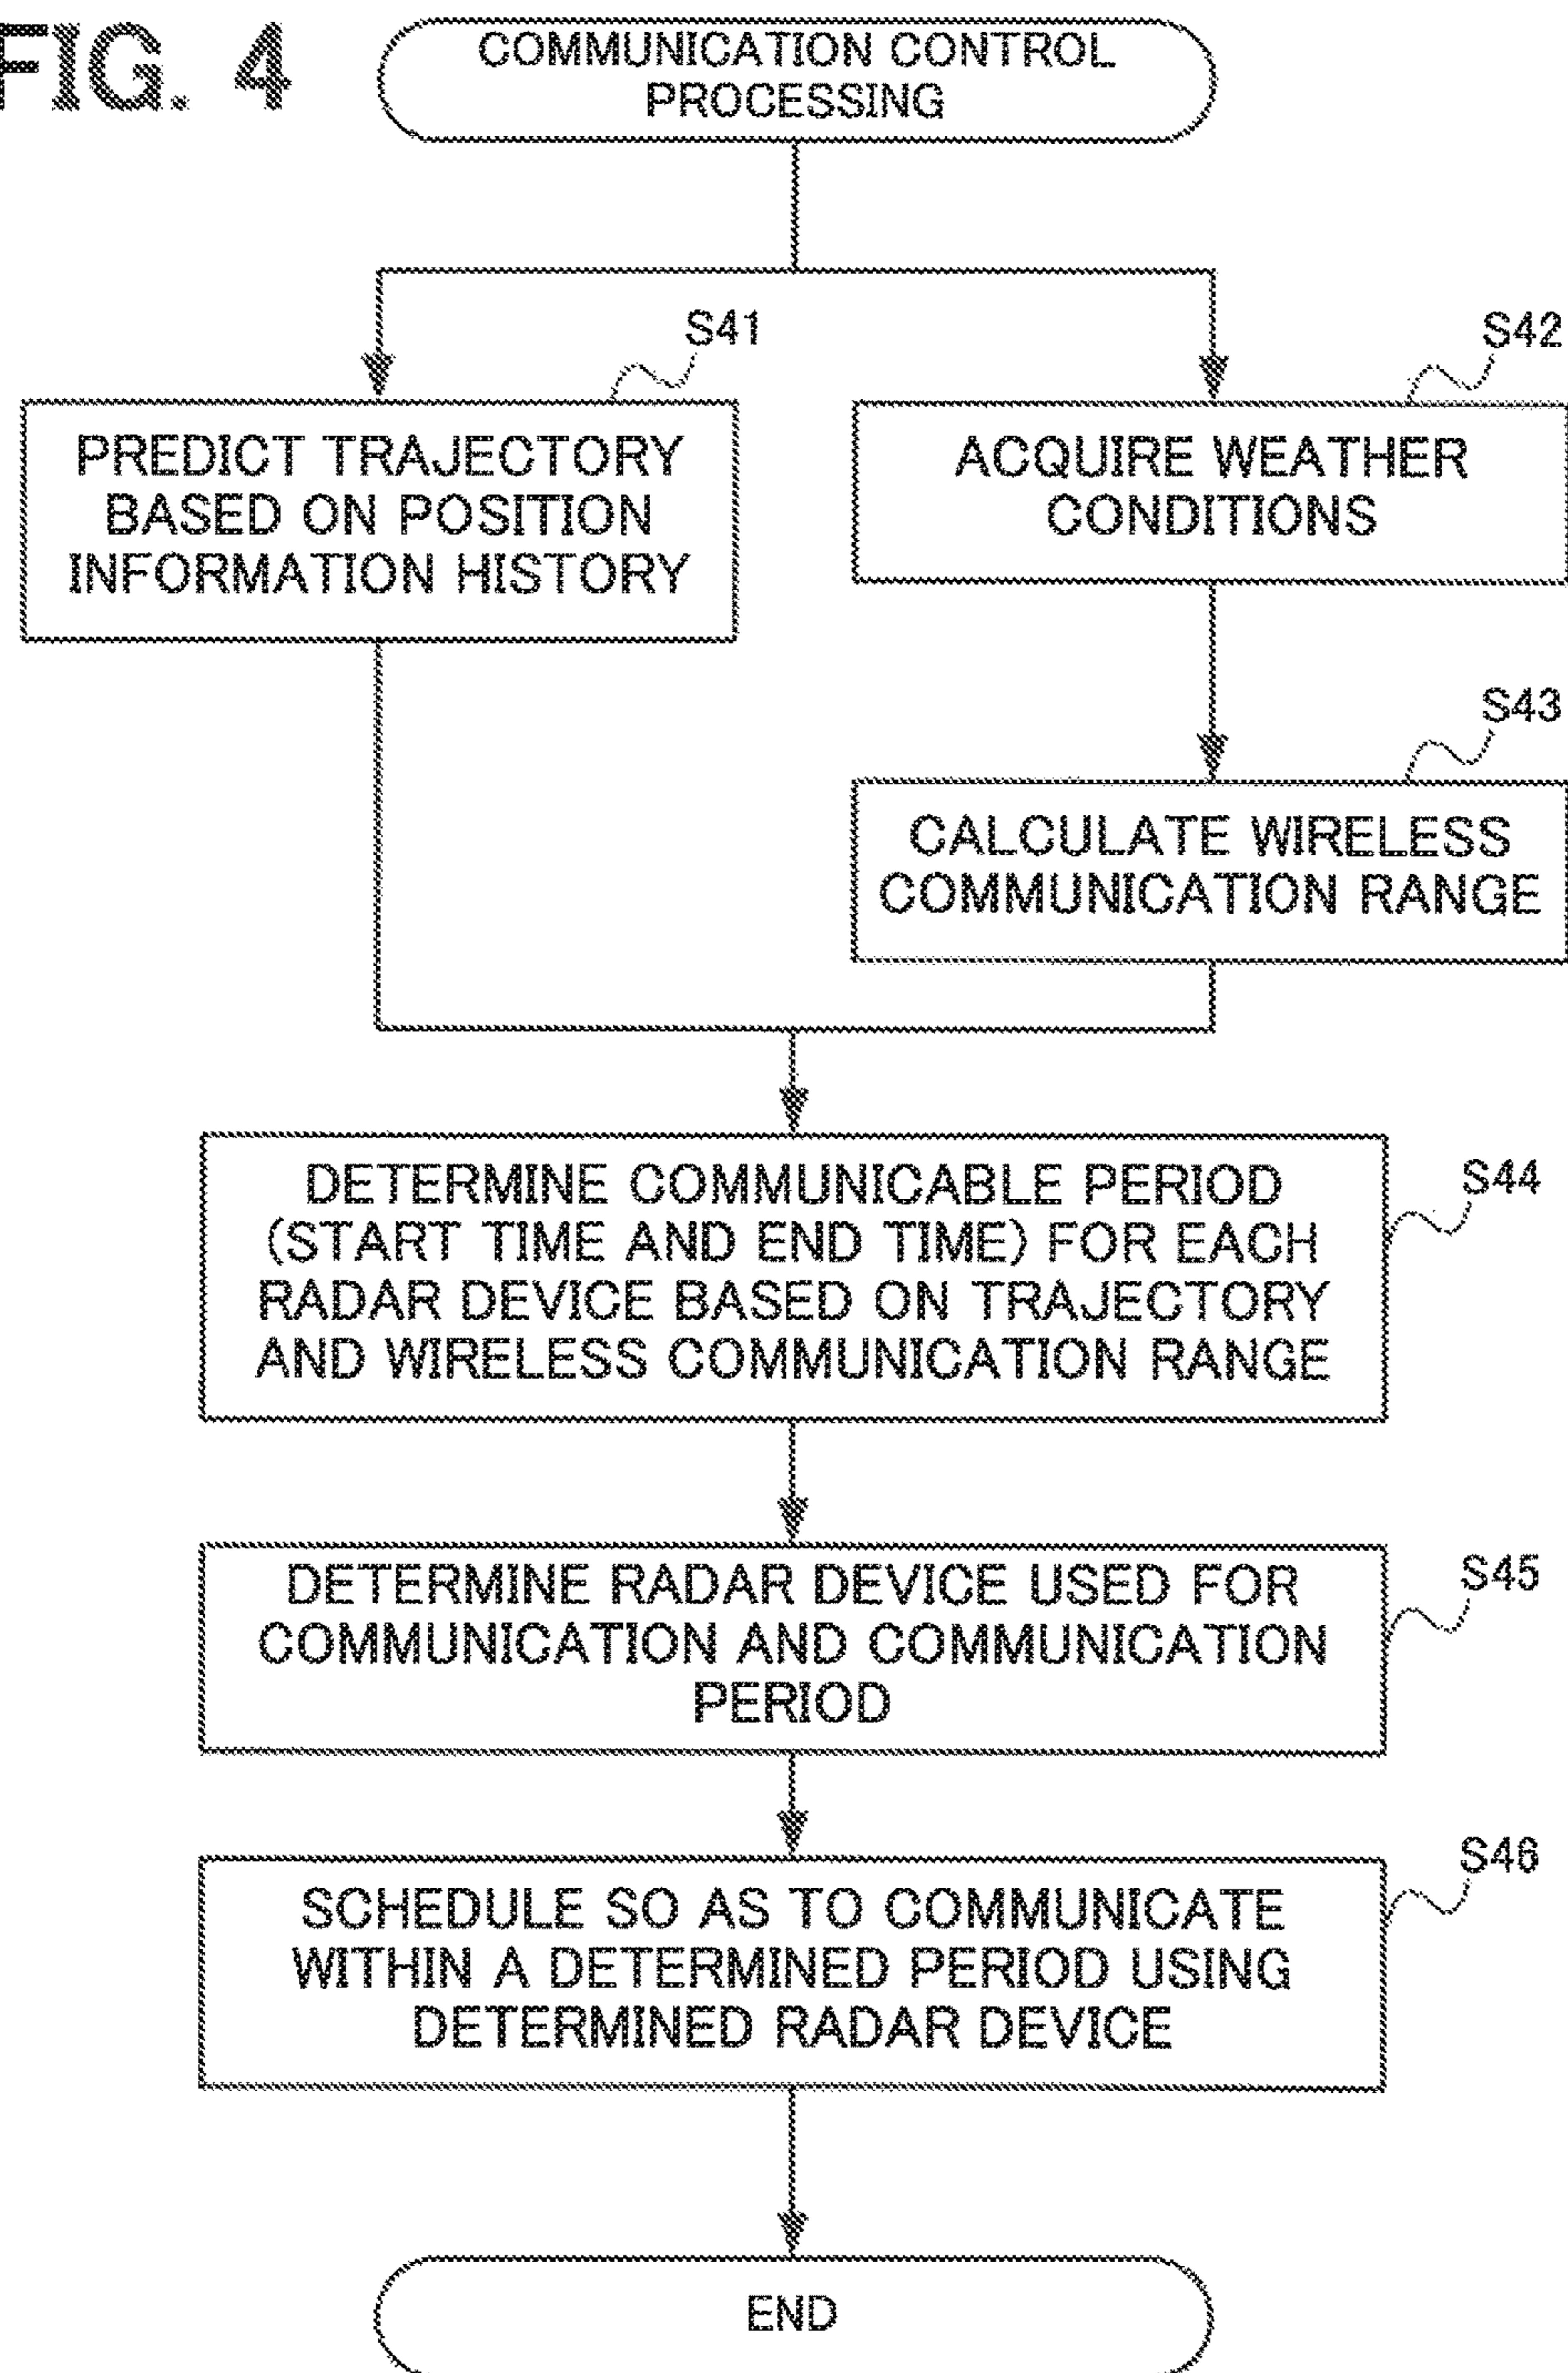 FIG. 4
COMMUNICATION CONTROL
PROCESSING
S41
PREDICT TRAJECTORY
BASED ON POSITION
INFORMATION HISTORY
S42
ACQUIRE WEATHER
CONDITIONS
S43
CALCULATE WIRELESS
COMMUNICATION RANGE
S44
DETERMINE COMMUNICABLE PERIOD
(START TIME AND END TIME) FOR EACH
RADAR DEVICE BASED ON TRAJECTORY
AND WIRELESS COMMUNICATION RANGE
S45
DETERMINE RADAR DEVICE USED FOR
COMMUNICATION AND COMMUNICATION
PERIOD
S46
SCHEDULE SO AS TO COMMUNICATE
WITHIN A DETERMINED PERIOD USING
DETERMINED RADAR DEVICE
END